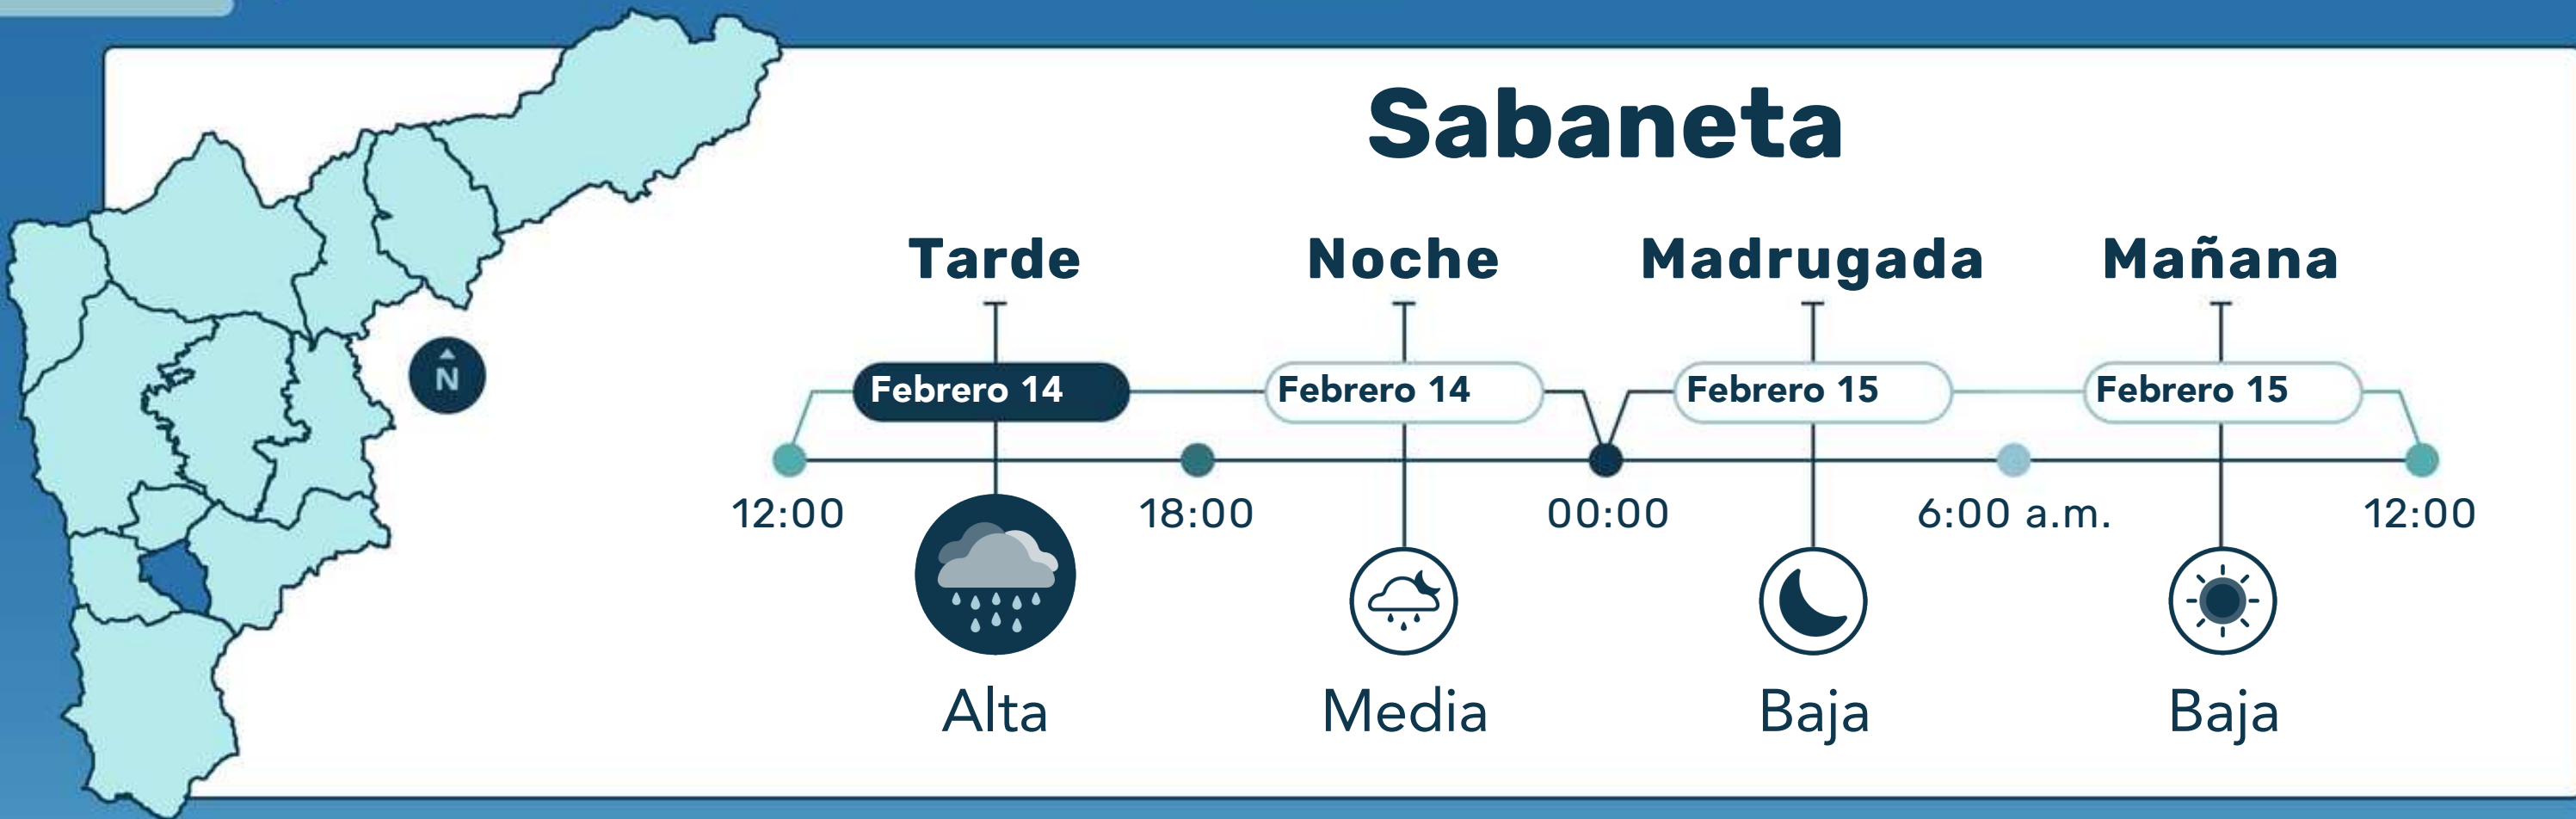 Sabaneta
Tarde Noche Madrugada Mañana
Febrero 14 Febrero 14 Febrero 15 Febrero 15
N
12:00 18:00 00:00 6:00 a.m. 12:00
Alta Media Baja Baja